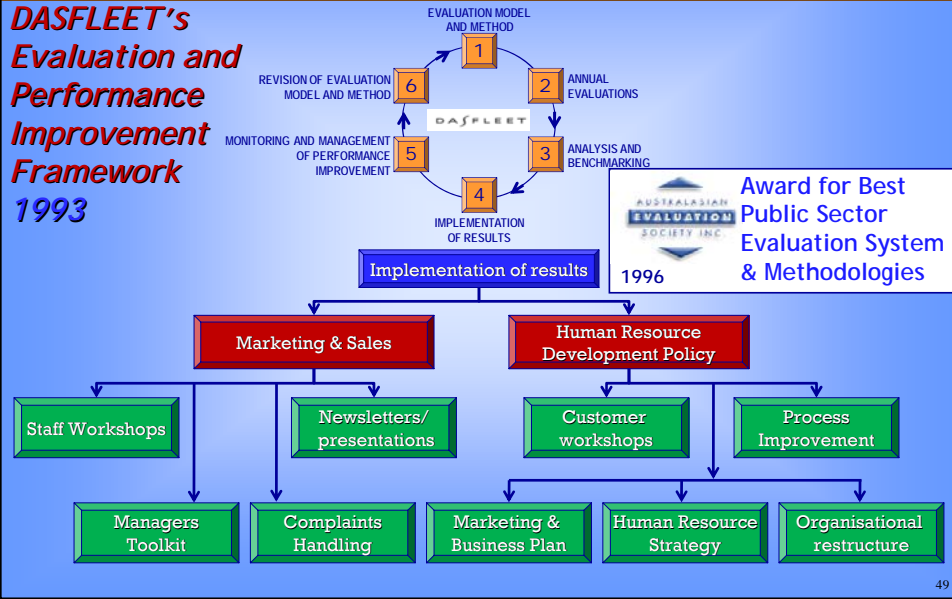 DASFLEET's
Evaluation and
Performance
Improvement
Framework
1993
EVALUATION MODEL
AND METHOD
1
2
ANNUAL
EVALUATIONS
3
ANALYSIS AND
BENCHMARKING
4
IMPLEMENTATION
OF RESULTS
5
MONITORING AND MANAGEMENT
OF PERFORMANCE
IMPROVEMENT
6
REVISION OF EVALUATION
MODEL AND METHOD
DASFLEET
AUSTRALASIAN
EVALUATION
SOCIETY INC.
1996
Award for Best
Public Sector
Evaluation System
& Methodologies
Implementation of results
Marketing & Sales
Human Resource
Development Policy
Staff Workshops
Newsletters/
presentations
Customer
workshops
Process
Improvement
Managers
Toolkit
Complaints
Handling
Marketing &
Business Plan
Human Resource
Strategy
Organisational
restructure
49